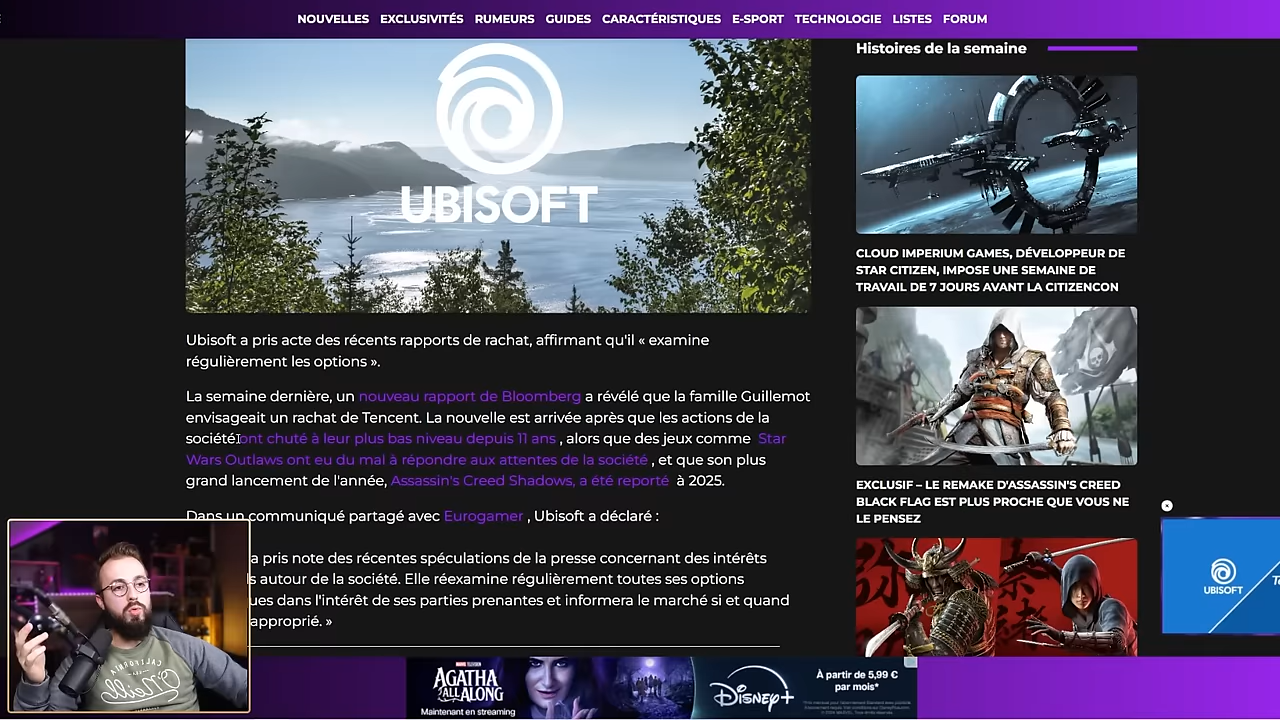 NOUVELLES EXCLUSIVITÉS RUMEURS GUIDES CARACTÉRISTIQUES E-SPORT TECHNOLOGIE LISTES FORUM
UBISOFT
Ubisoft a pris acte des récents rapports de rachat, affirmant qu'il « examine
régulièrement les options ».
La semaine dernière, un nouveau rapport de Bloomberg a révélé que la famille Guillemot
envisageait un rachat de Tencent. La nouvelle est arrivée après que les actions de la
société ont chuté à leur plus bas niveau depuis 11 ans , alors que des jeux comme Star
Wars Outlaws ont eu du mal à répondre aux attentes de la société , et que son plus
grand lancement de l'année, Assassin's Creed Shadows, a été reporté à 2025.
Dans un communiqué partagé avec Eurogamer , Ubisoft a déclaré :
a pris note des récentes spéculations de la presse concernant des intérêts
autour de la société. Elle réexamine régulièrement toutes ses options
dans l'intérêt de ses parties prenantes et informera le marché si et quand
approprié. »
Histoires de la semaine
CLOUD IMPERIUM GAMES, DÉVELOPPEUR DE
STAR CITIZEN, IMPOSE UNE SEMAINE DE
TRAVAIL DE 7 JOURS AVANT LA CITIZENCON
EXCLUSIF – LE REMAKE D'ASSASSIN'S CREED
BLACK FLAG EST PLUS PROCHE QUE VOUS NE
LE PENSEZ
UBISOFT
MARVEL TELEVISION
AGATHA
ALL ALONG
Maintenant en streaming
Disney+
À partir de 5,99 €
par mois*
CALIFORNIA
O'Neill